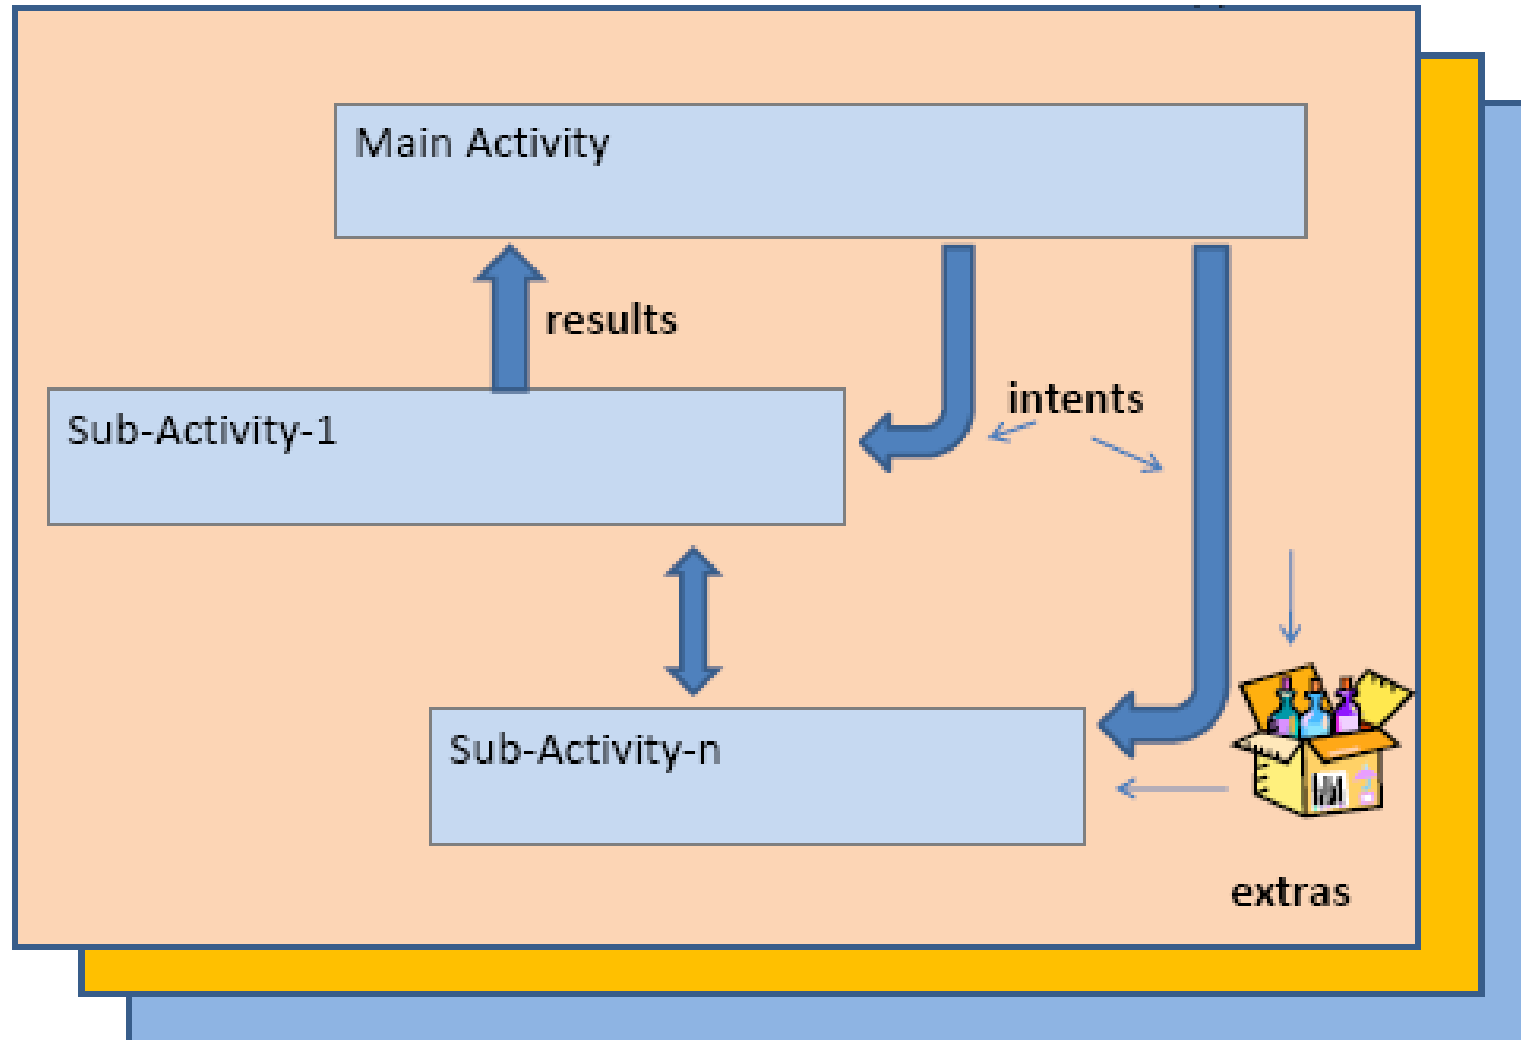 Main Activity
results
intents
Sub-Activity-1
Sub-Activity-n
extras